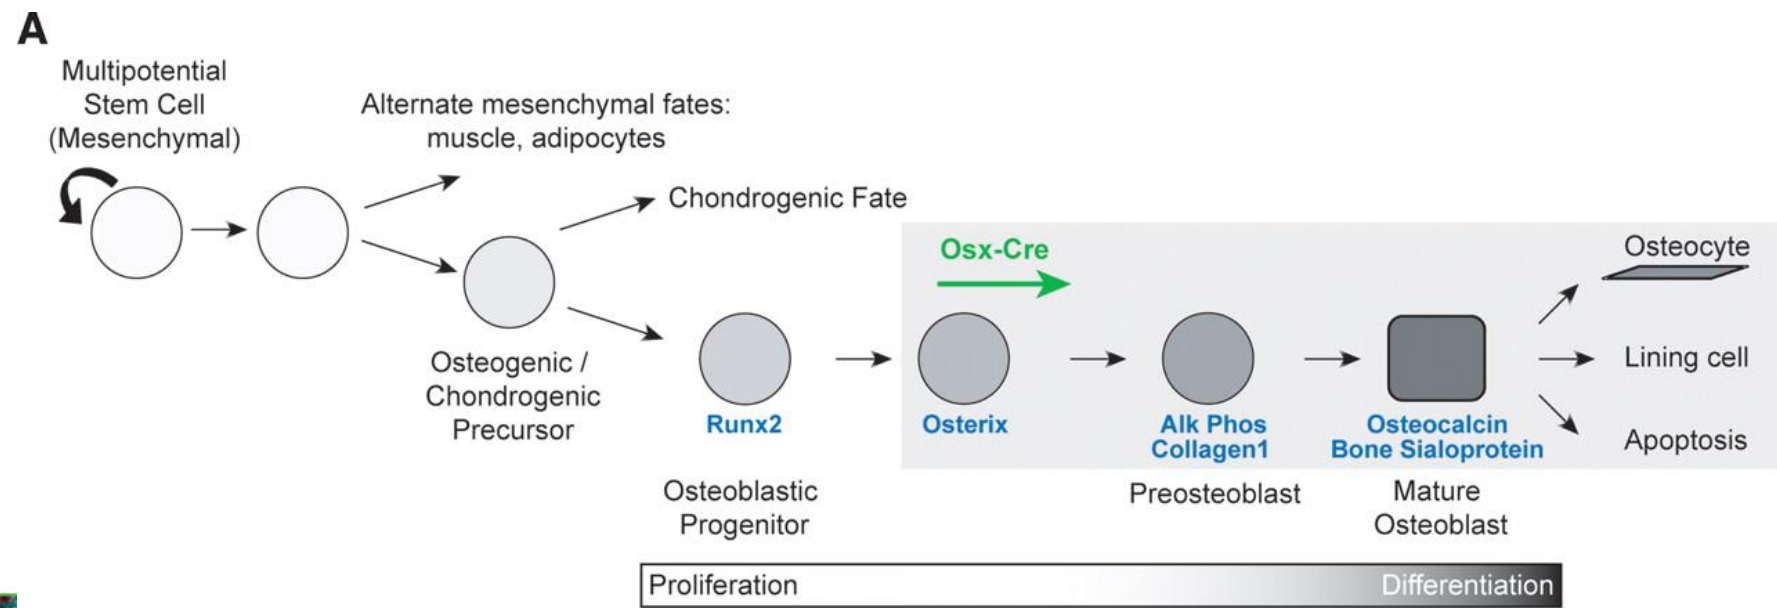 A
Multipotential
Stem Cell
(Mesenchymal)
Alternate mesenchymal fates:
muscle, adipocytes
Chondrogenic Fate
Osteogenic /
Chondrogenic
Precursor
Osx-Cre
Runx2
Osterix
Alk Phos
Collagen1
Osteocalcin
Bone Sialoprotein
Osteocyte
Lining cell
Apoptosis
Osteoblastic
Progenitor
Preosteoblast
Mature
Osteoblast
Proliferation
Differentiation